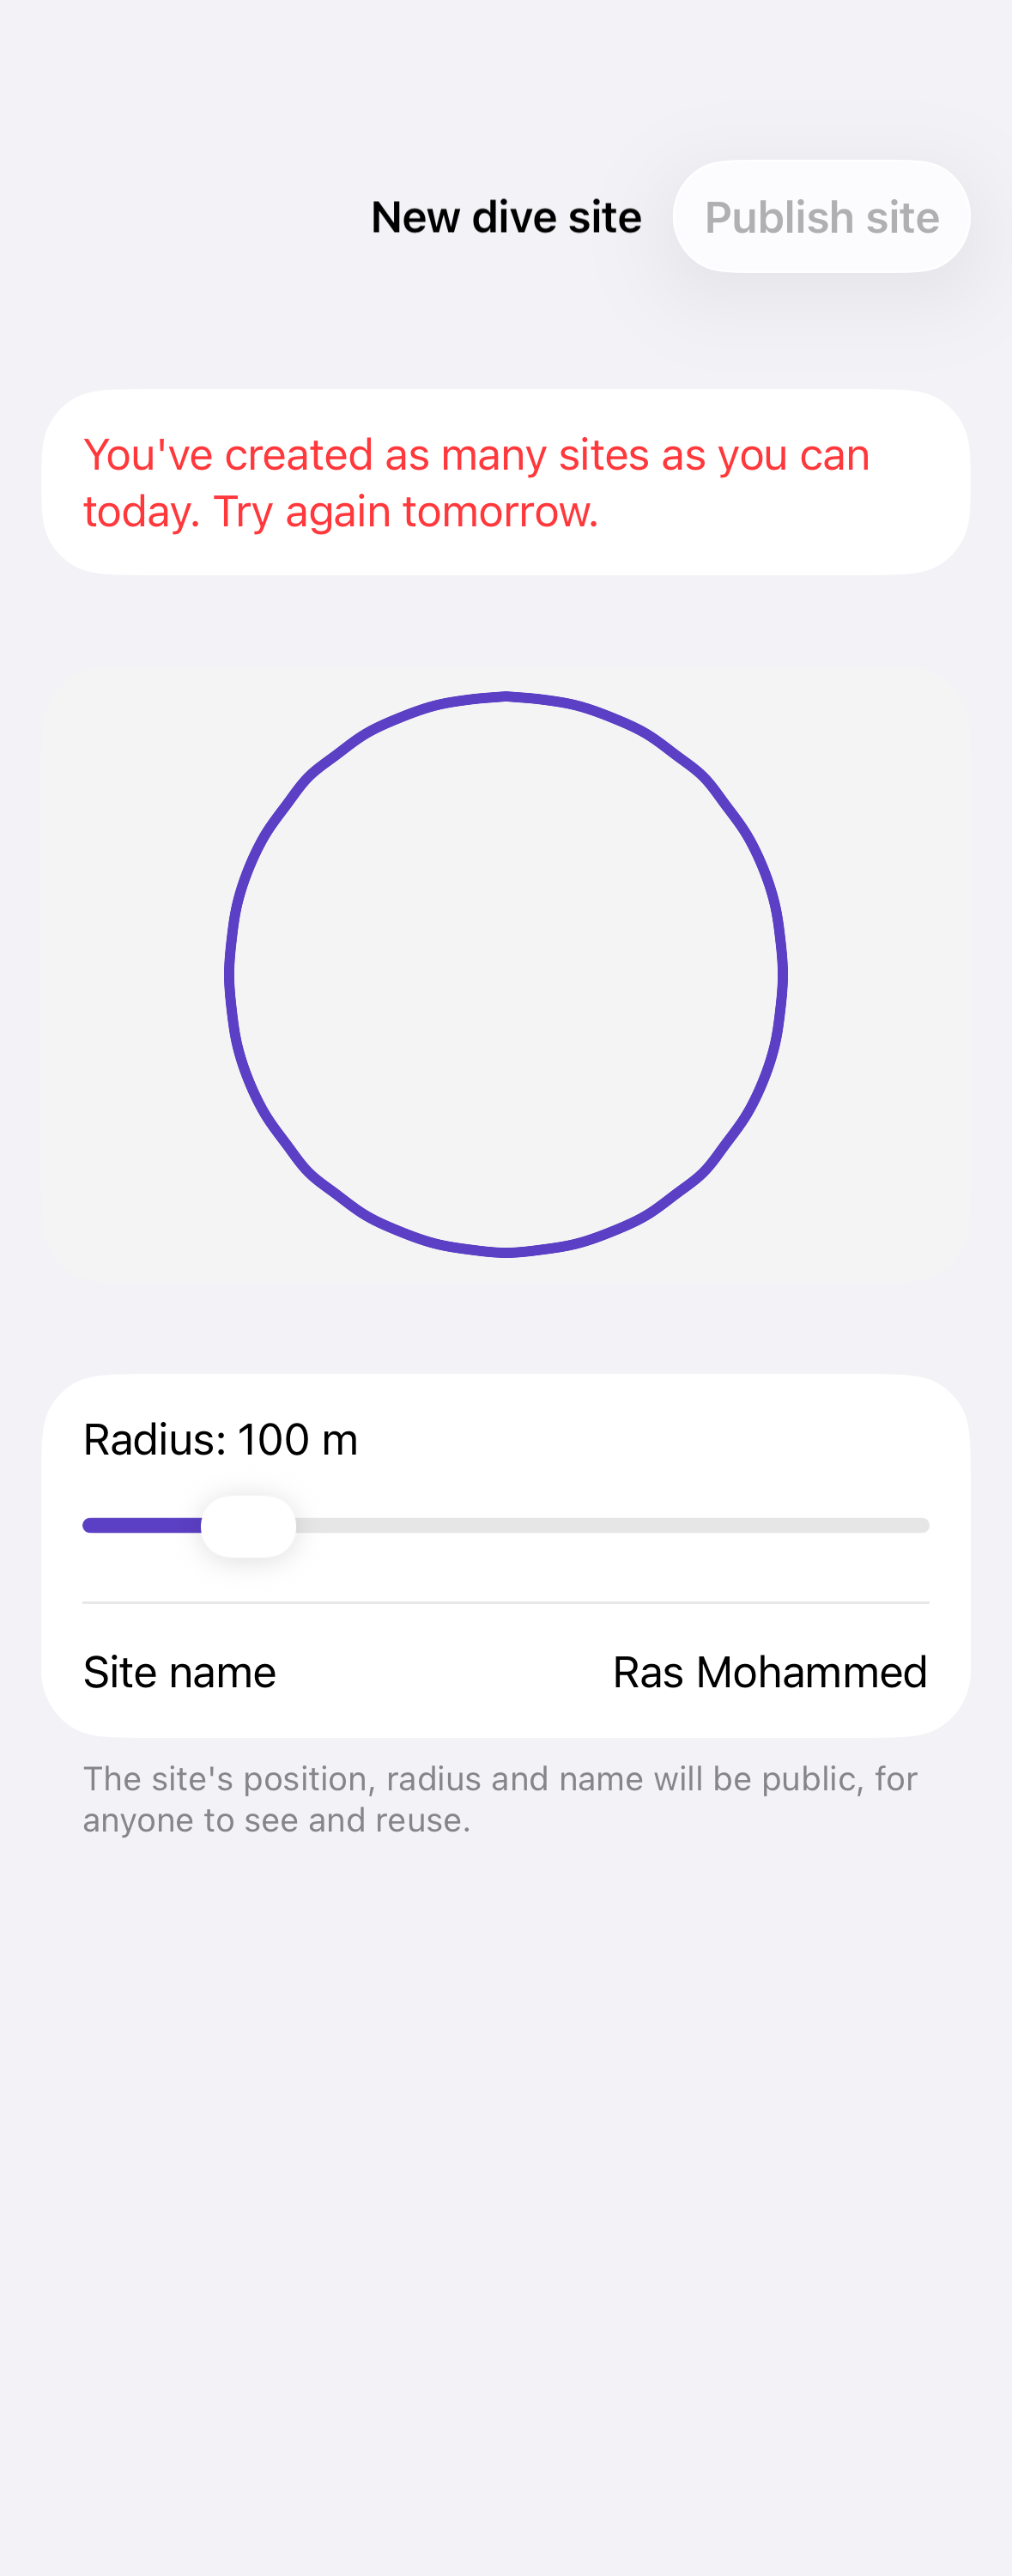 New dive site
Publish site
You've created as many sites as you can
today. Try again tomorrow.
Radius: 100 m
Site name
Ras Mohammed
The site's position, radius and name will be public, for
anyone to see and reuse.